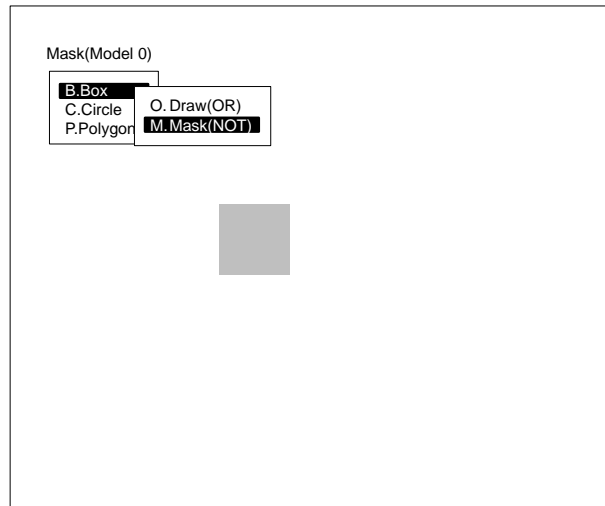 Mask(Model 0)
B.Box
C.Circle
P.Polygon
O. Draw(OR)
M.Mask(NOT)